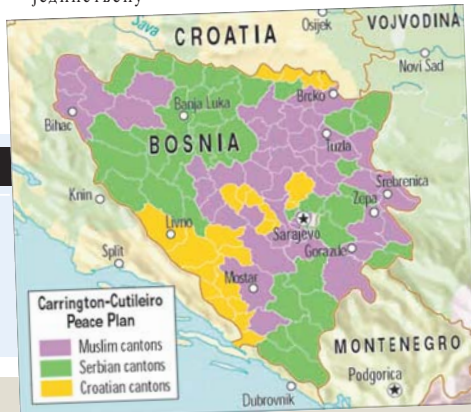 јединствену
Sava
Osijek
VOJVODINA
CROATIA
Novi Sad
Brcko
Banja Luka
Bihac
BOSNIA
Tuzla
Srebrenica
Zepa
Knin
Livno
Sarajevo
Gorazde
Split
Mostar
Carrington-Cutileiro
Peace Plan
Muslim cantons
Serbian cantons
Croatian cantons
MONTENEGRO
Podgorica
Dubrovnik